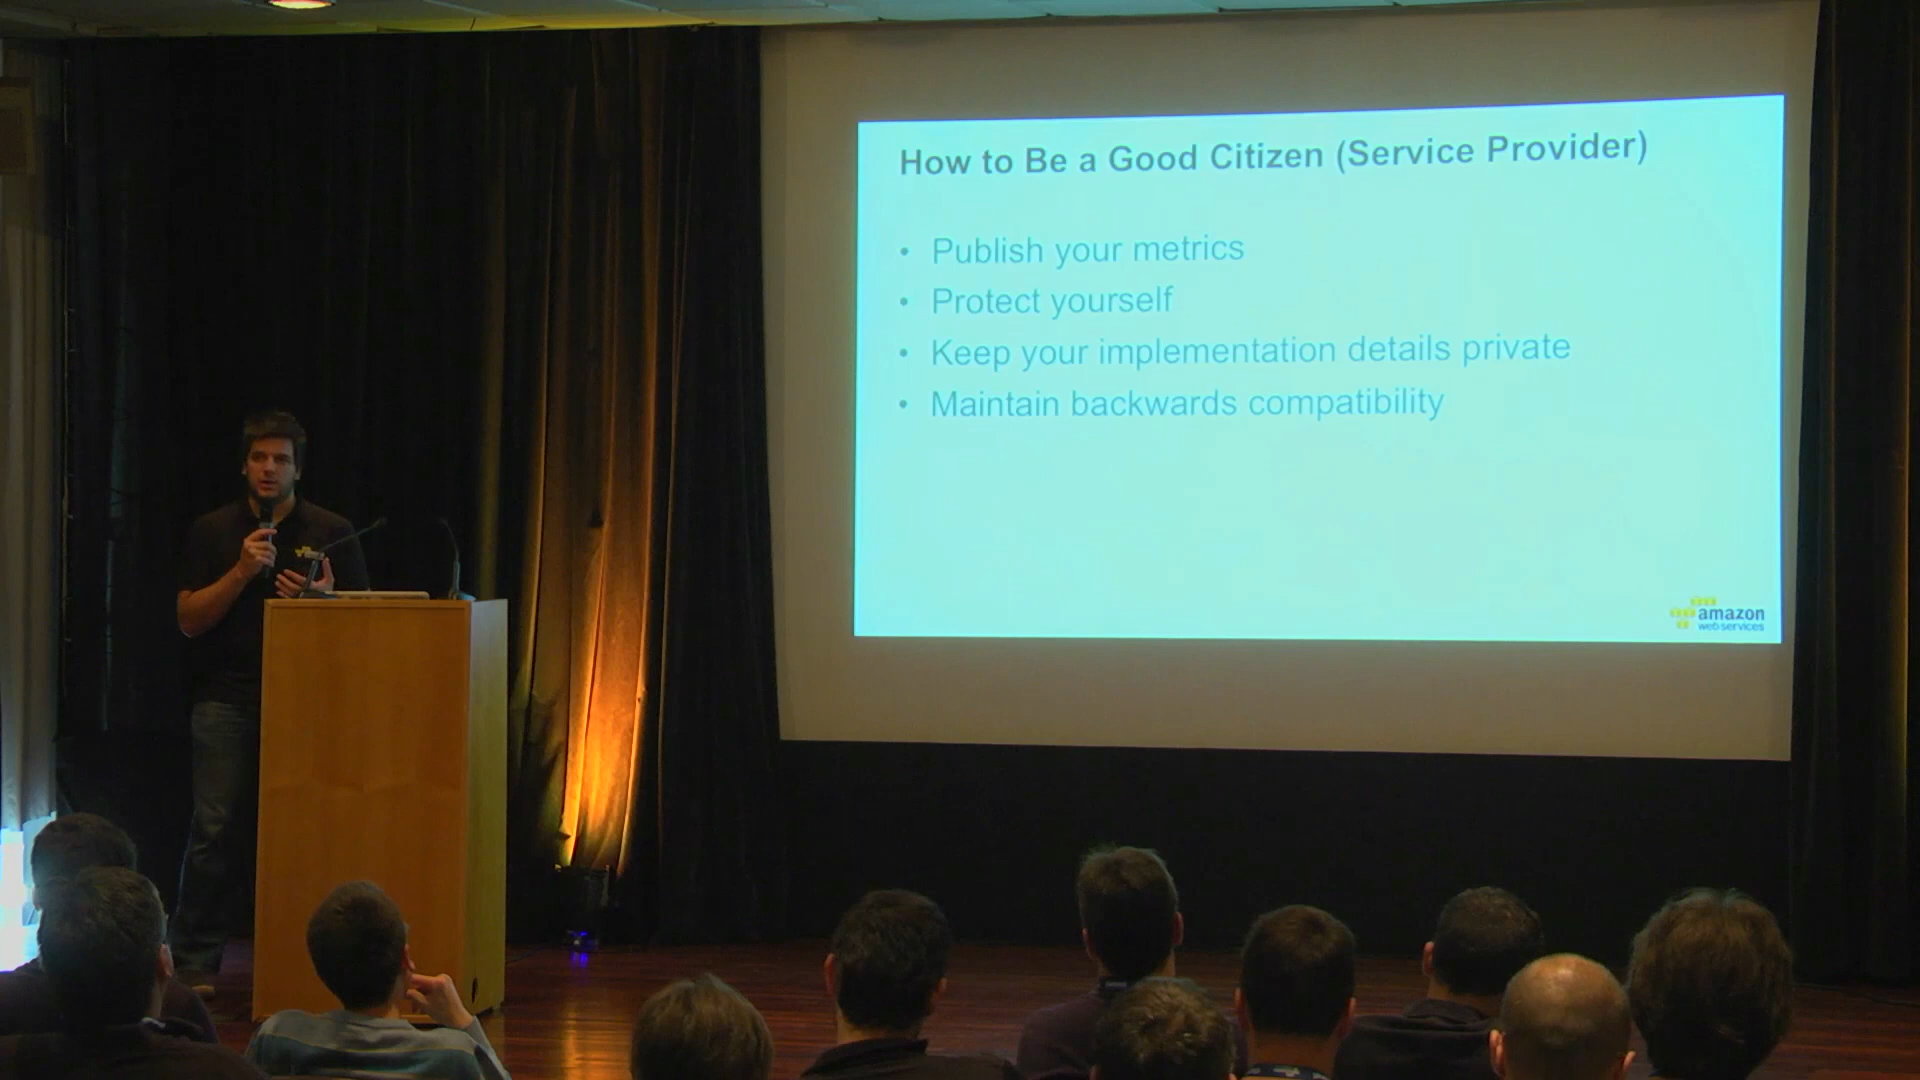 How to Be a Good Citizen (Service Provider)
• Publish your metrics
• Protect yourself
• Keep your implementation details private
• Maintain backwards compatibility
amazon
web services